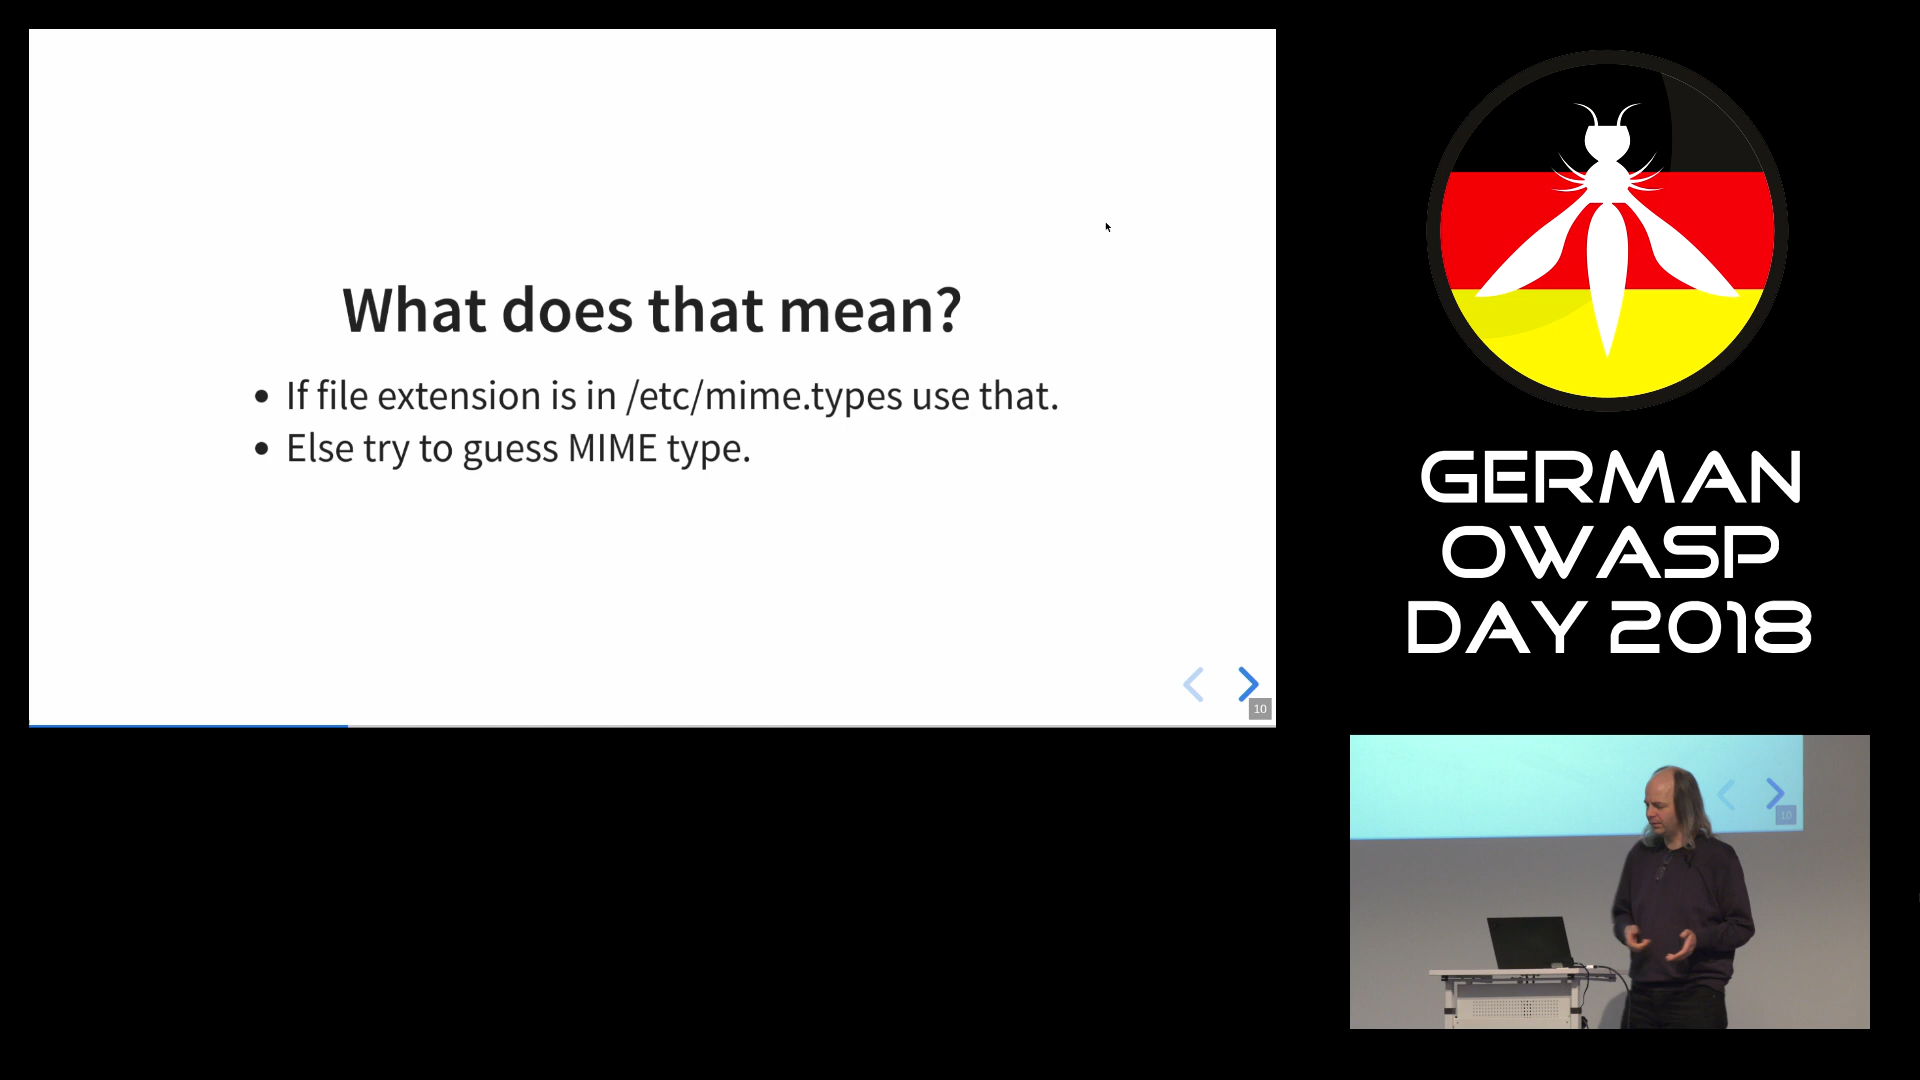 What does that mean?
• If file extension is in /etc/mime.types use that.
• Else try to guess MIME type.
10
GERMAN
OWASP
DAY 2018
10